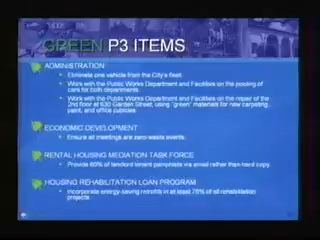 GREEN P3 ITEMS
ADMINISTRATION
Eliminate one vehicle from the City's fleet.
Work with the Public Works Department and Facilities on the pooling of
cars for both departments.
Work with the Public Works Department and Facilities on the repair of the
2nd floor at 630 Garden Street, using "green" materials for new carpeting,
paint, and office cubicles.
ECONOMIC DEVELOPMENT
Ensure all meetings are zero-waste events.
RENTAL HOUSING MEDIATION TASK FORCE
Provide 60% of landlord tenant pamphlets via email rather than hard copy.
HOUSING REHABILITATION LOAN PROGRAM
Incorporate energy-saving retrofits in at least 75% of all rehabilitation
projects